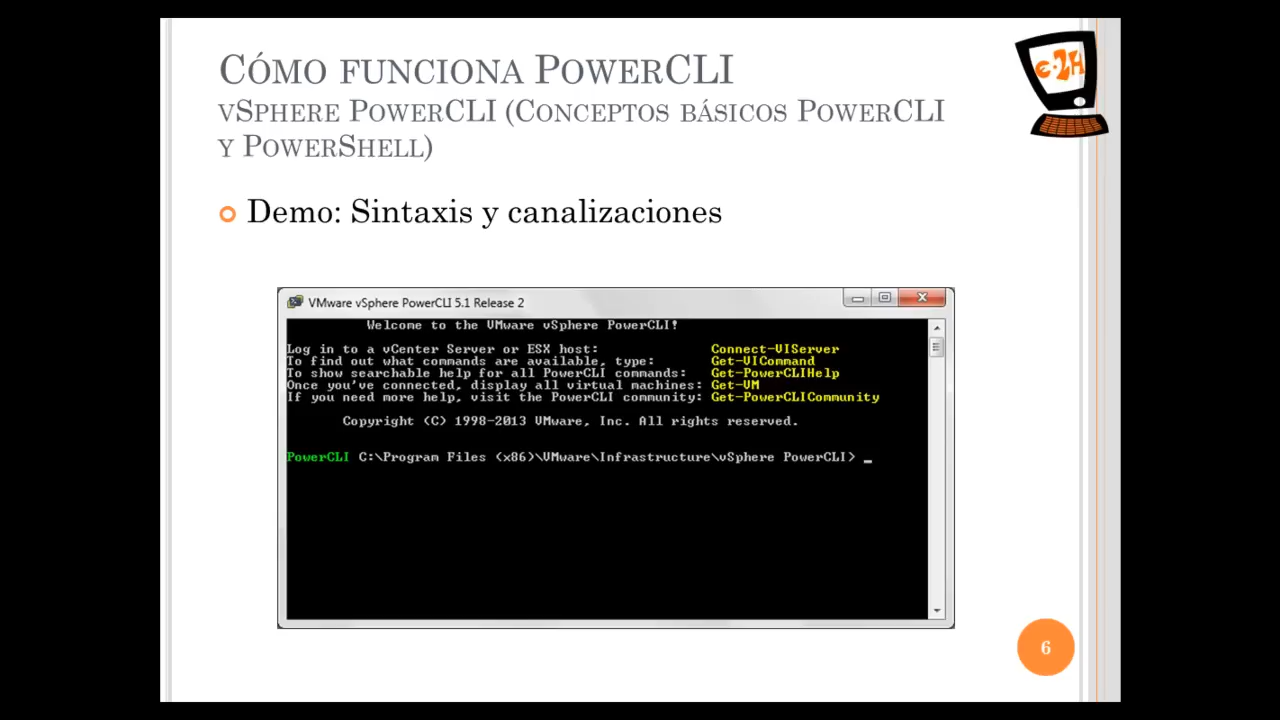 CÓMO FUNCIONA POWERCLI
VSPHERE POWERCLI (CONCEPTOS BÁSICOS POWERCLI
Y POWERSHELL)
e-2H
Demo: Sintaxis y canalizaciones
VMware vSphere PowerCLI 5.1 Release 2
Welcome to the VMware vSphere PowerCLI!
Log in to a vCenter Server or ESX host: Connect-VIServer
To find out what commands are available, type: Get-VICommand
To show searchable help for all PowerCLI commands: Get-PowerCLIHelp
Once you've connected, display all virtual machines: Get-VM
If you need more help, visit the PowerCLI community: Get-PowerCLICommunity
Copyright (C) 1998-2013 VMware, Inc. All rights reserved.
PowerCLI C:\Program Files (x86)\VMware\Infrastructure\vSphere PowerCLI> _
6